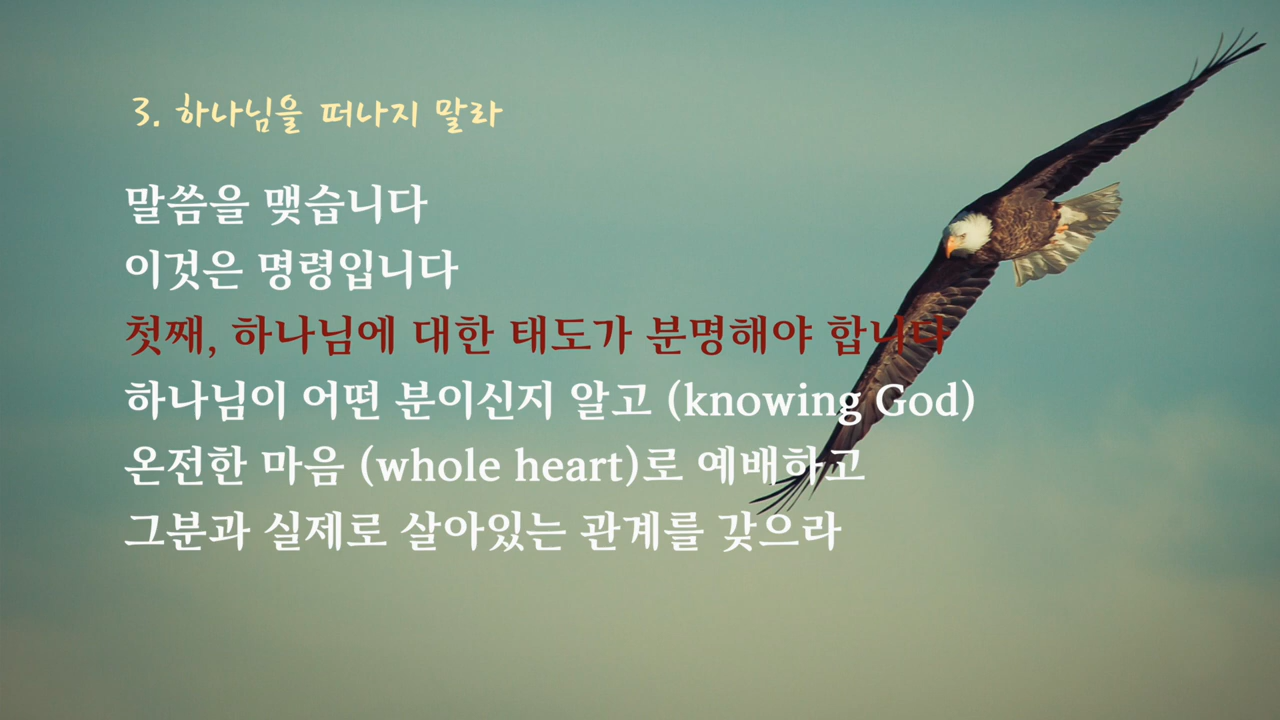 3. 하나님을 떠나지 말라
말씀을 맺습니다
이것은 명령입니다
첫째, 하나님에 대한 태도가 분명해야 합니다
하나님이 어떤 분이신지 알고 (knowing God)
온전한 마음 (whole heart)로 예배하고
그분과 실제로 살아있는 관계를 갖으라